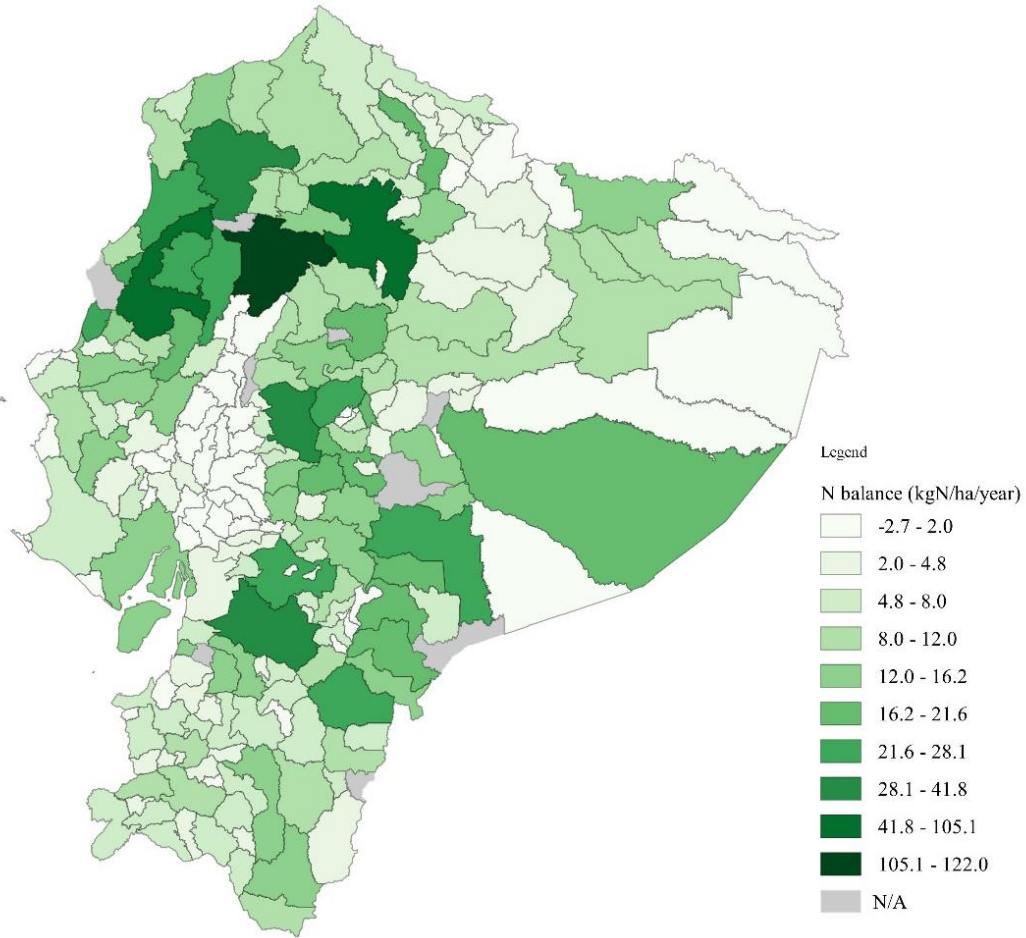 Legend
N balance (kgN/ha/year)
-2.7 - 2.0
2.0 - 4.8
4.8 - 8.0
8.0 - 12.0
12.0 - 16.2
16.2 - 21.6
21.6 - 28.1
28.1 - 41.8
41.8 - 105.1
105.1 - 122.0
N/A